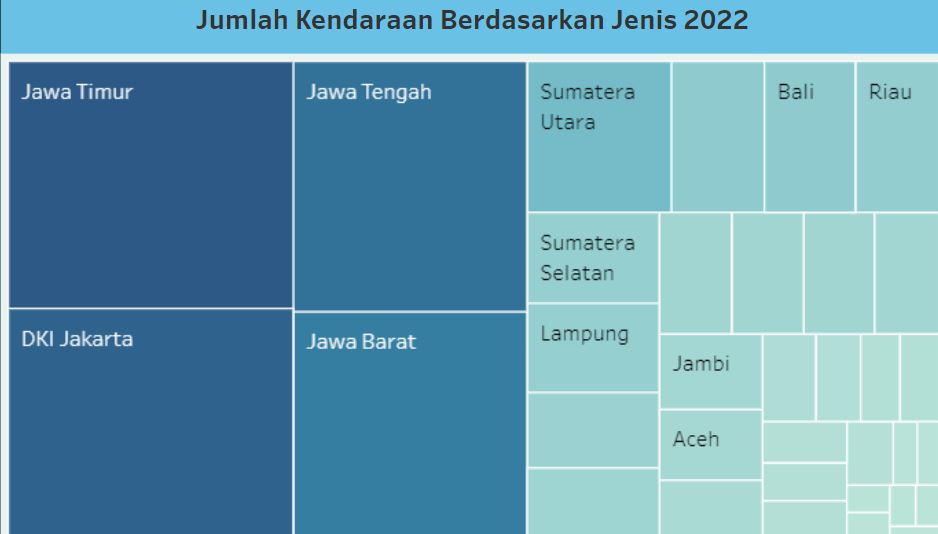 Jumlah Kendaraan Berdasarkan Jenis 2022
Jawa Timur
Jawa Tengah
Sumatera
Utara
Bali
Riau
Sumatera
Selatan
DKI Jakarta
Jawa Barat
Lampung
Jambi
Aceh